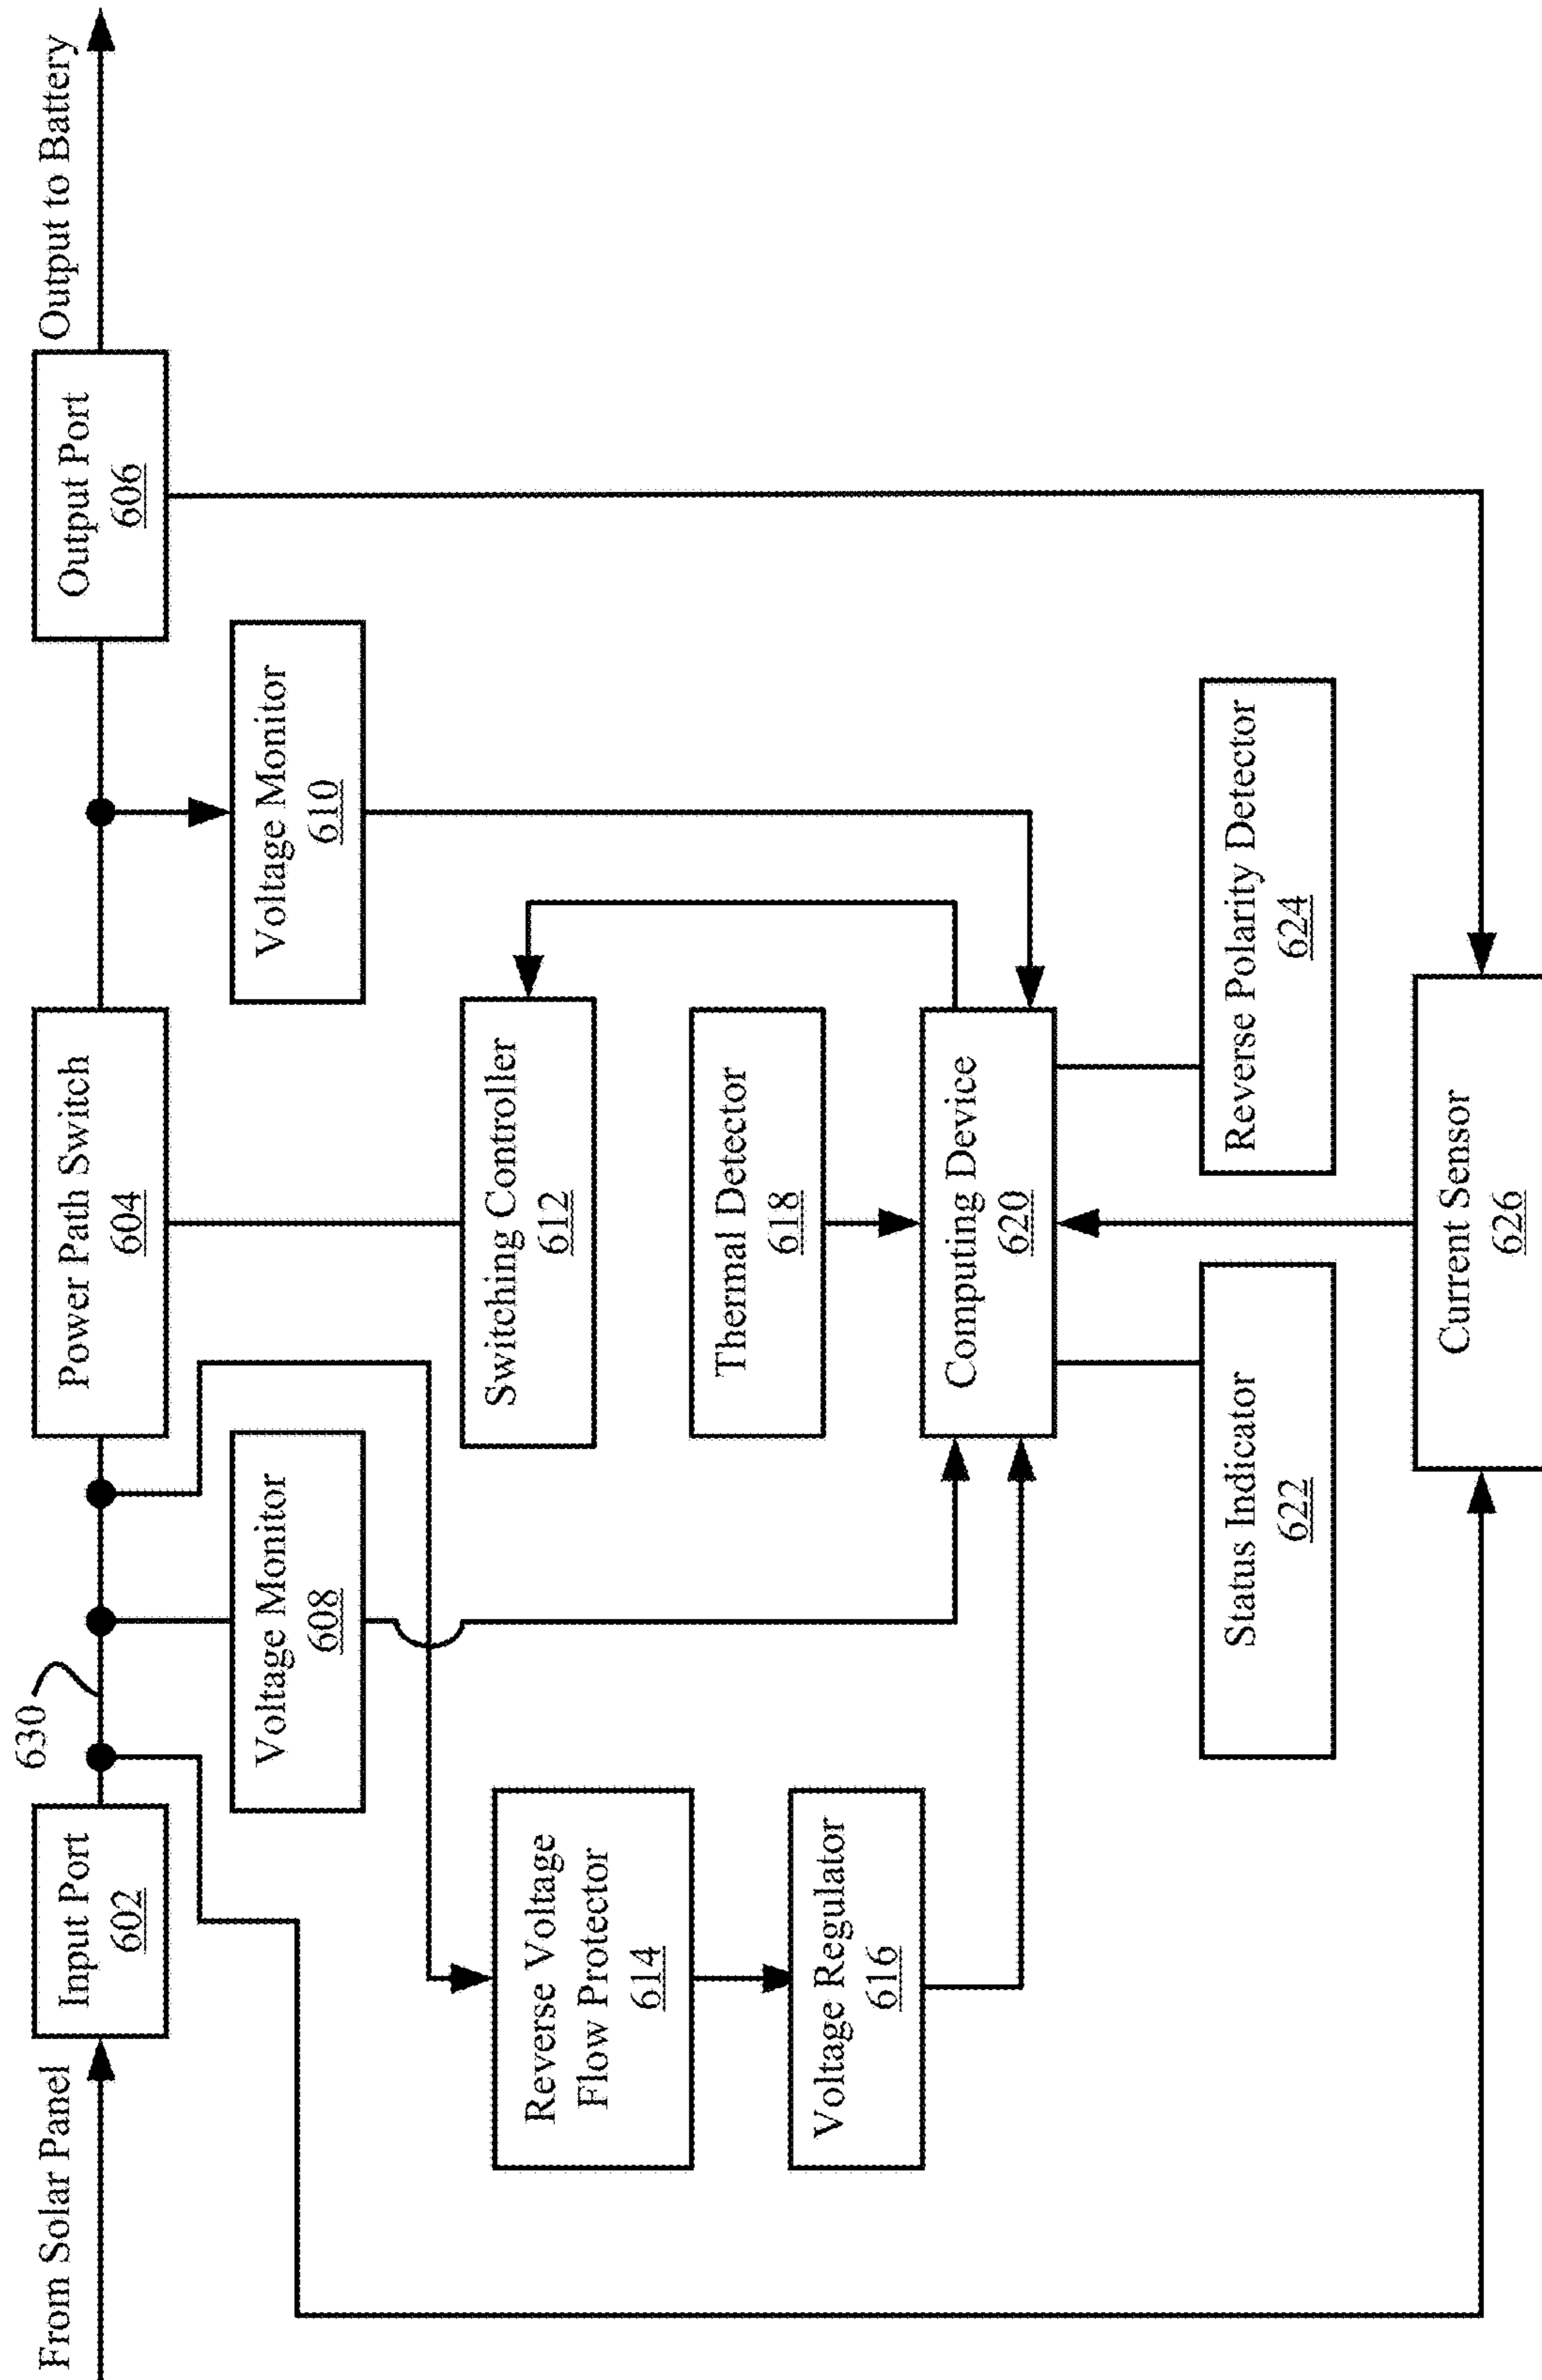 From Solar Panel
Input Port
602
630
Power Path Switch
604
Output Port
606
Output to Battery
Voltage Monitor
608
Voltage Monitor
610
Switching Controller
612
Reverse Voltage
Flow Protector
614
Thermal Detector
618
Voltage Regulator
616
Computing Device
620
Status Indicator
622
Reverse Polarity Detector
624
Current Sensor
626